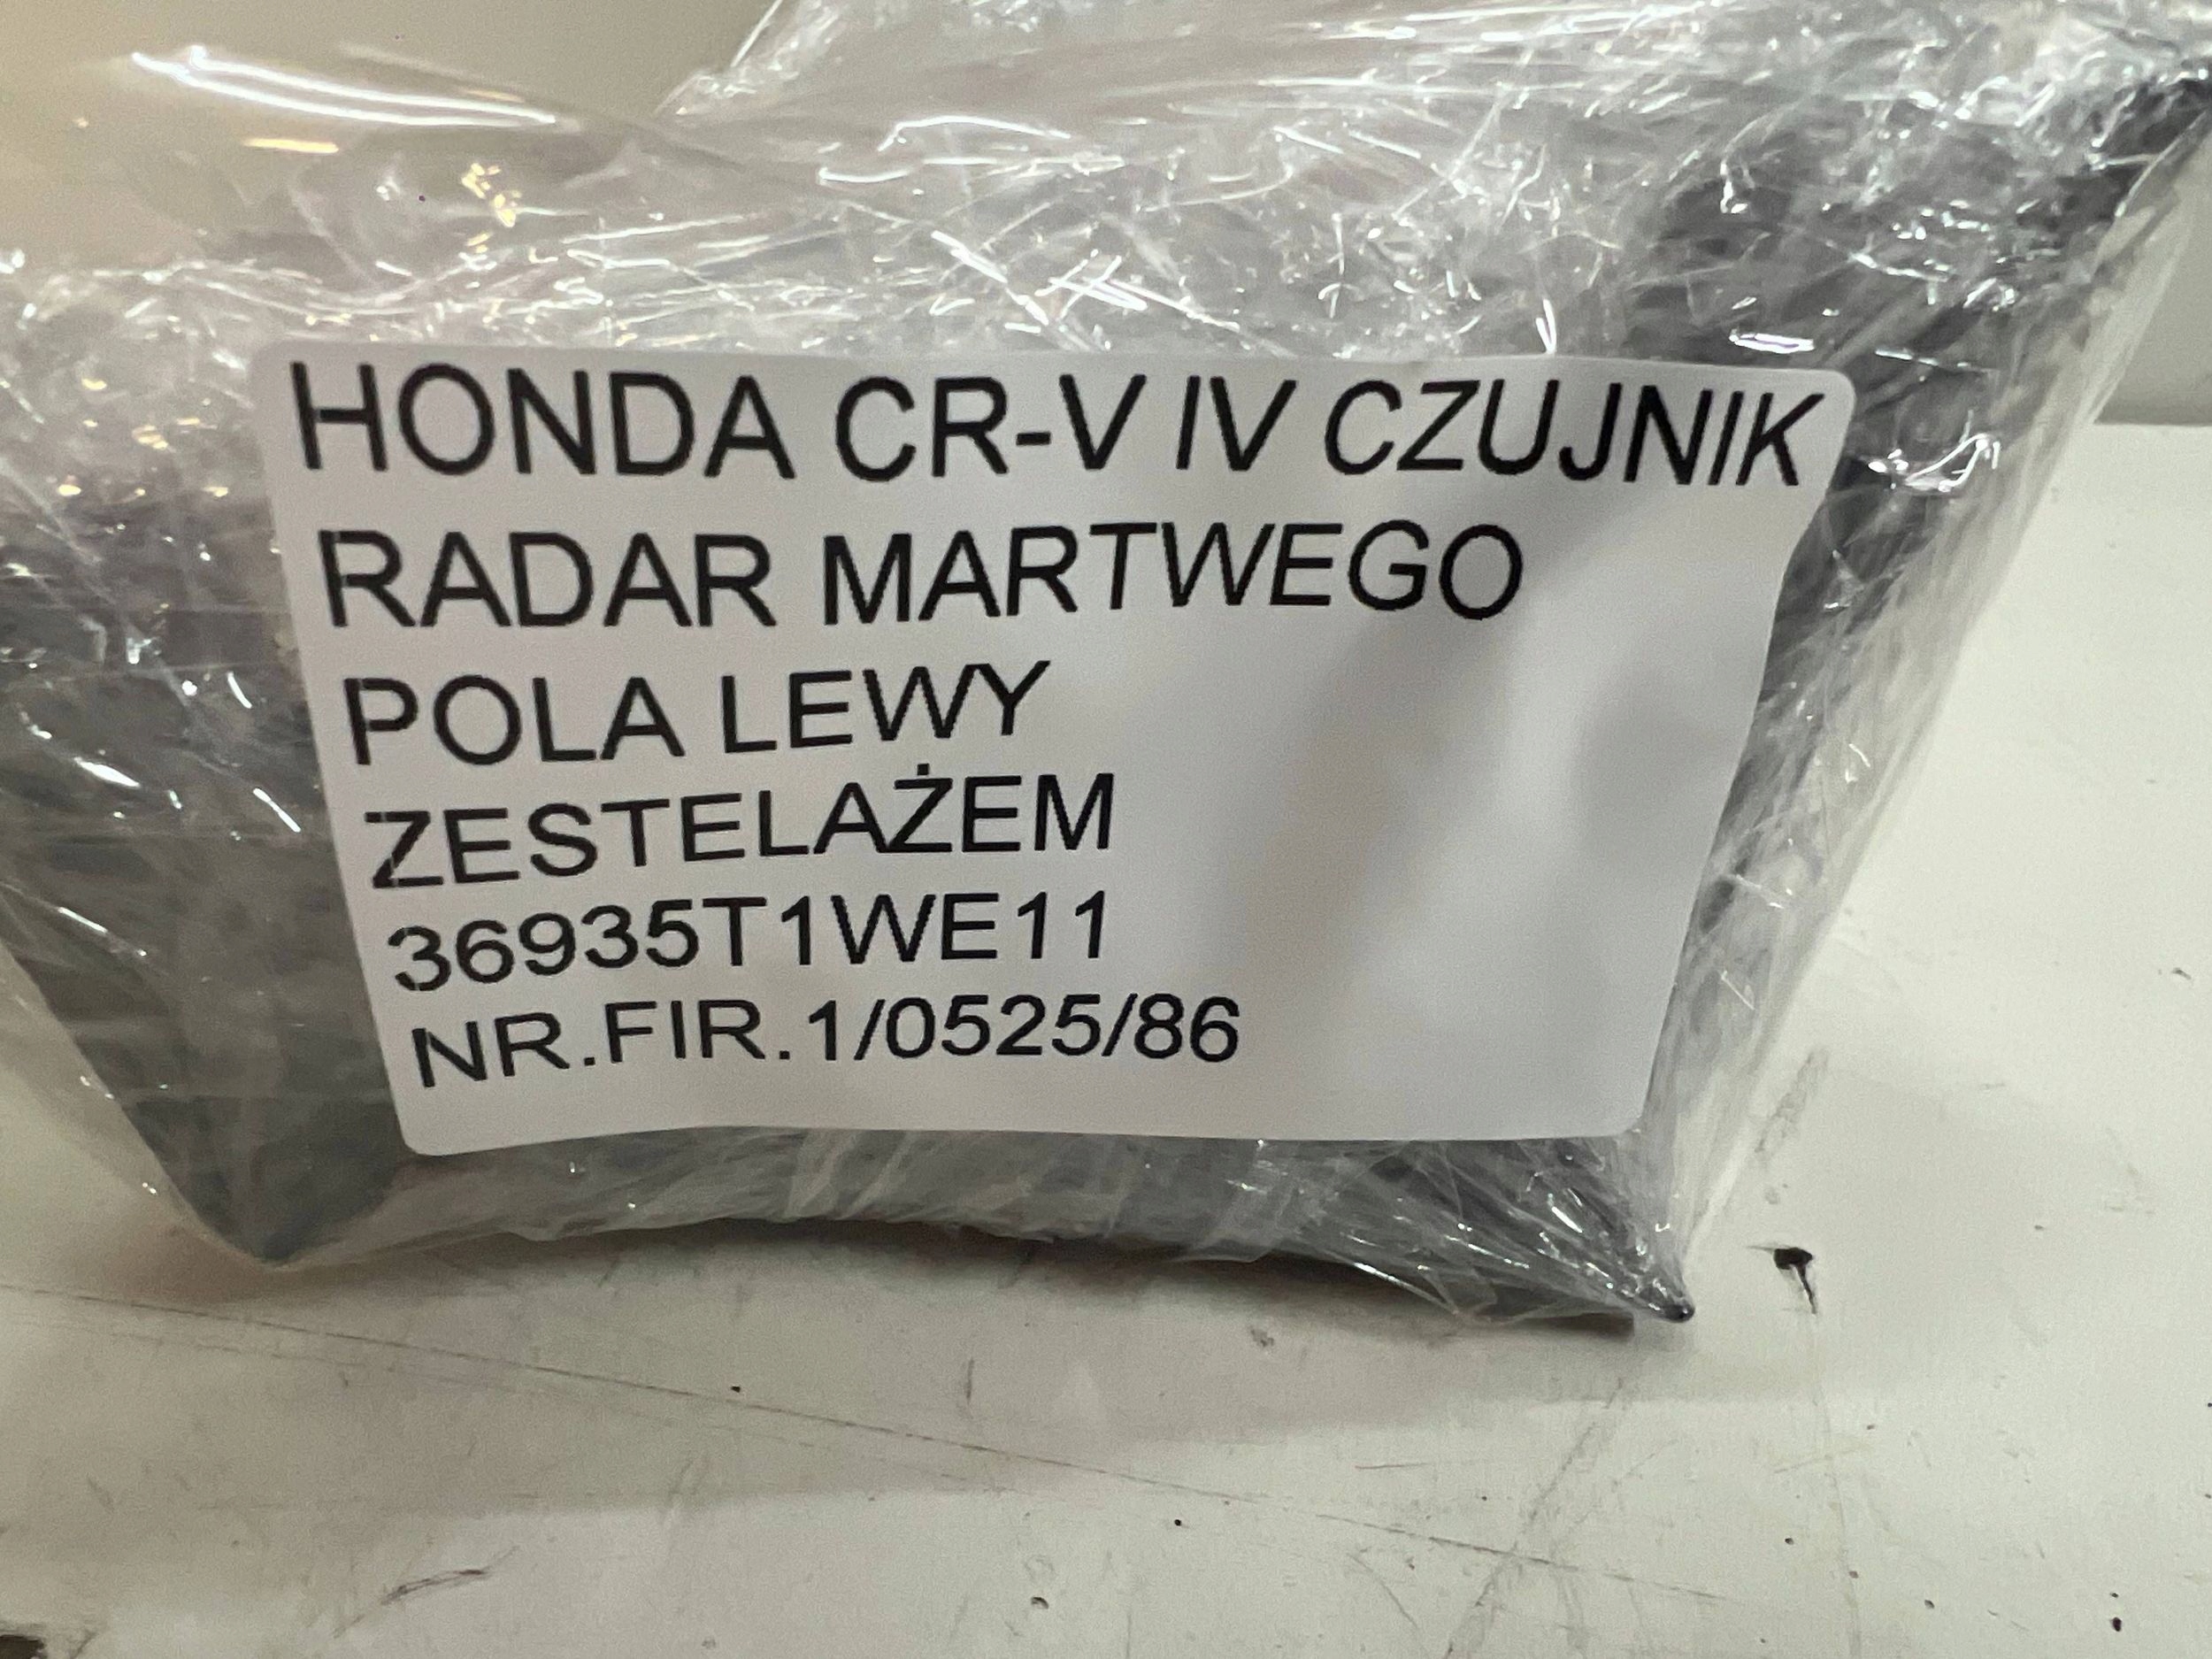 HONDA CR-V IV CZUJNIK
RADAR MARTWEGO
POLA LEWY
ZESTELAŻEM
36935T1WE11
NR.FIR.1/0525/86